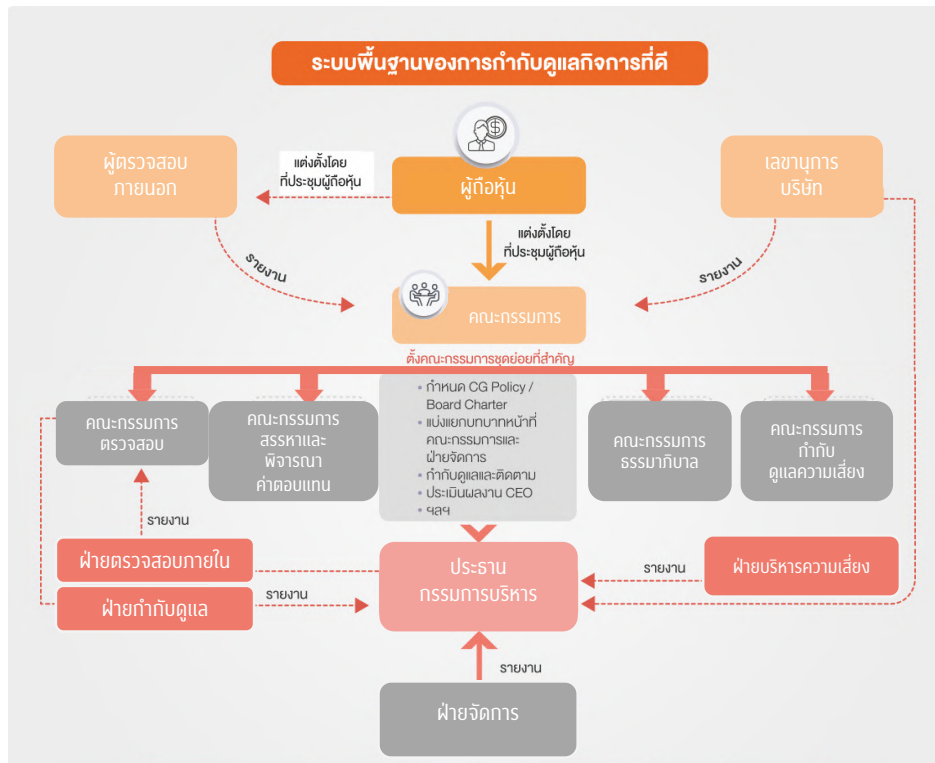 ระบบพื้นฐานของการกำกับดูแลกิจการที่ดี
ผู้ตรวจสอบ
ภายนอก
แต่งตั้งโดย
ที่ประชุมผู้ถือหุ้น
ผู้ถือหุ้น
เลขานุการ
บริษัท
แต่งตั้งโดย
ที่ประชุมผู้ถือหุ้น
รายงาน
รายงาน
คณะกรรมการ
ตั้งคณะกรรมการชุดย่อยที่สำคัญ
คณะกรรมการ
ตรวจสอบ
คณะกรรมการ
สรรหาและ
พิจารณา
ค่าตอบแทน
• กำหนด CG Policy /
Board Charter
• แบ่งแยกบทบาทหน้าที่
คณะกรรมการและ
ฝ่ายจัดการ
• กำกับดูแลและติดตาม
• ประเมินผลงาน CEO
• ฯลฯ
คณะกรรมการ
ธรรมาภิบาล
คณะกรรมการ
กำกับ
ดูแลความเสี่ยง
รายงาน
ฝ่ายตรวจสอบภายใน
ประธาน
กรรมการบริหาร
รายงาน
ฝ่ายบริหารความเสี่ยง
ฝ่ายกำกับดูแล
รายงาน
รายงาน
ฝ่ายจัดการ